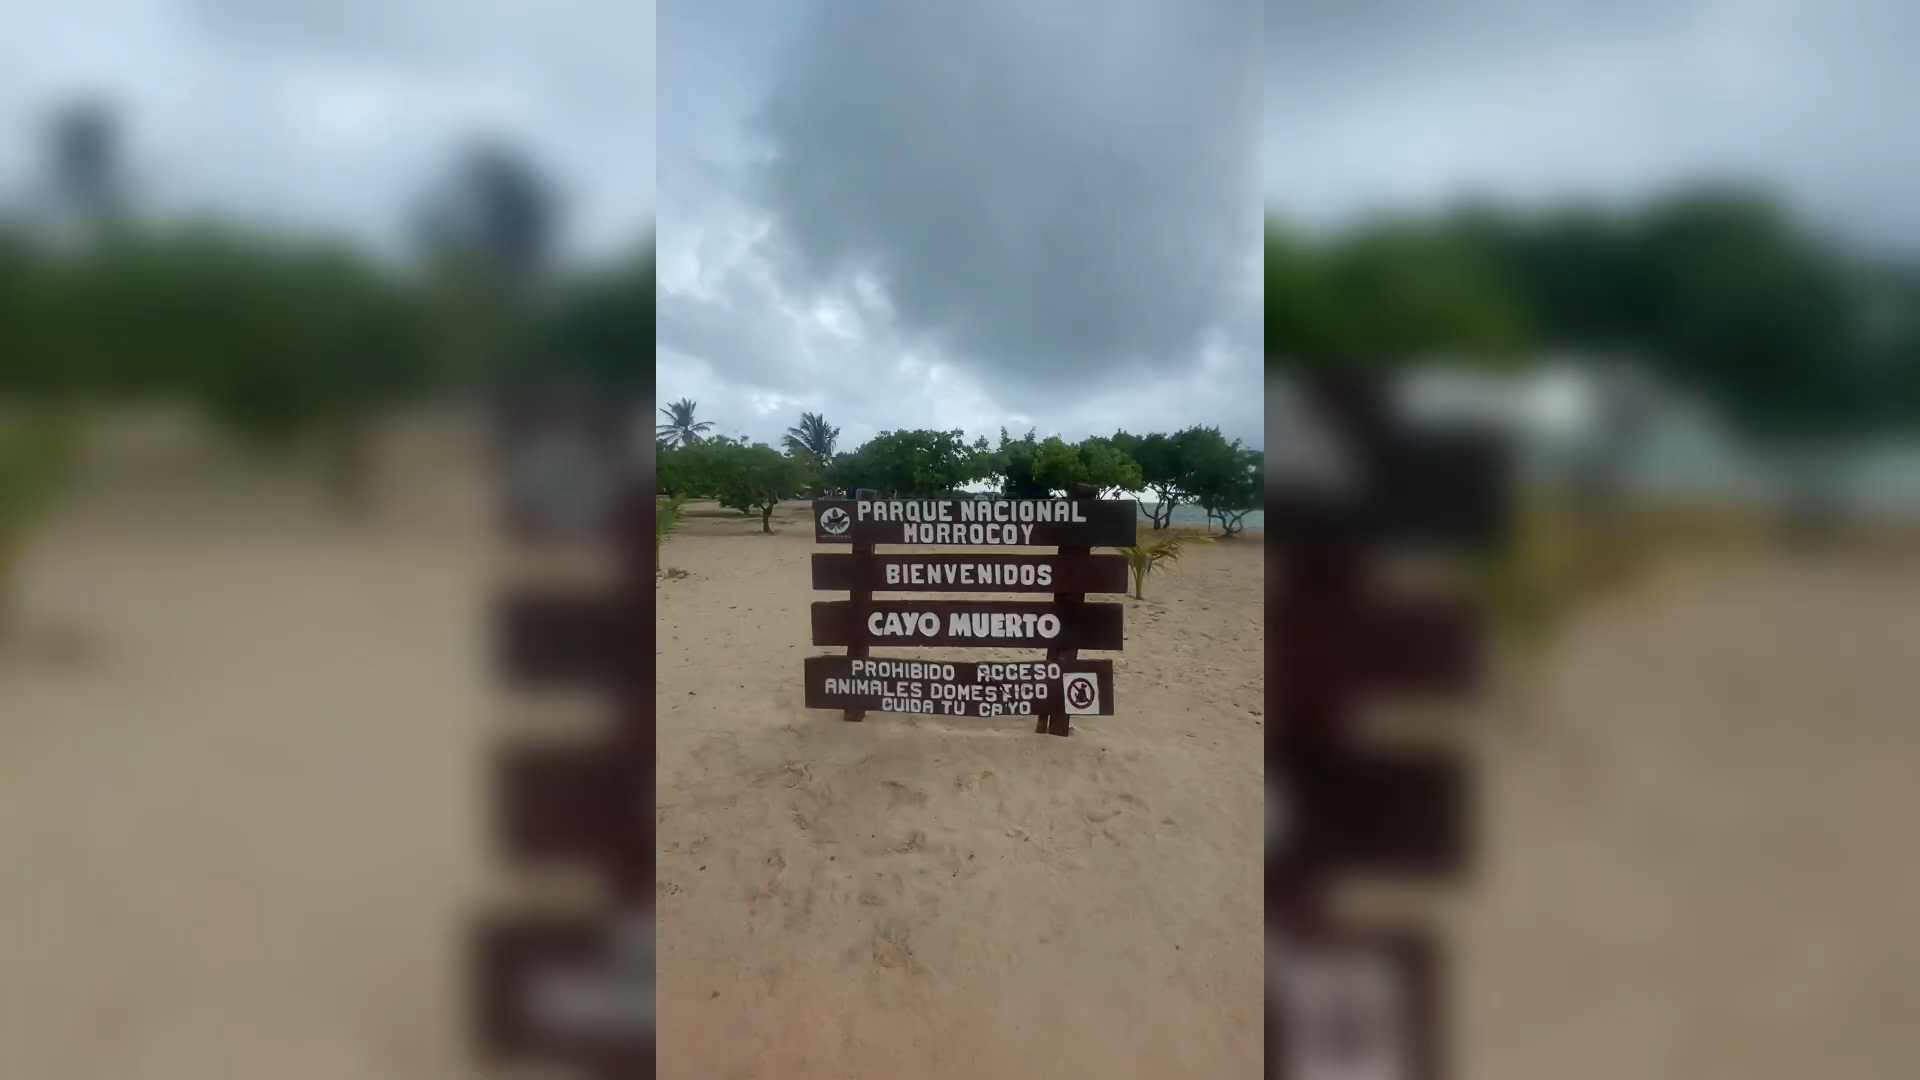 PARQUE NACIONAL
MORROCOY
BIENVENIDOS
CAYO MUERTO
PROHIBIDO ACCESO
ANIMALES DOMESTICO
CUIDA TU CAYO